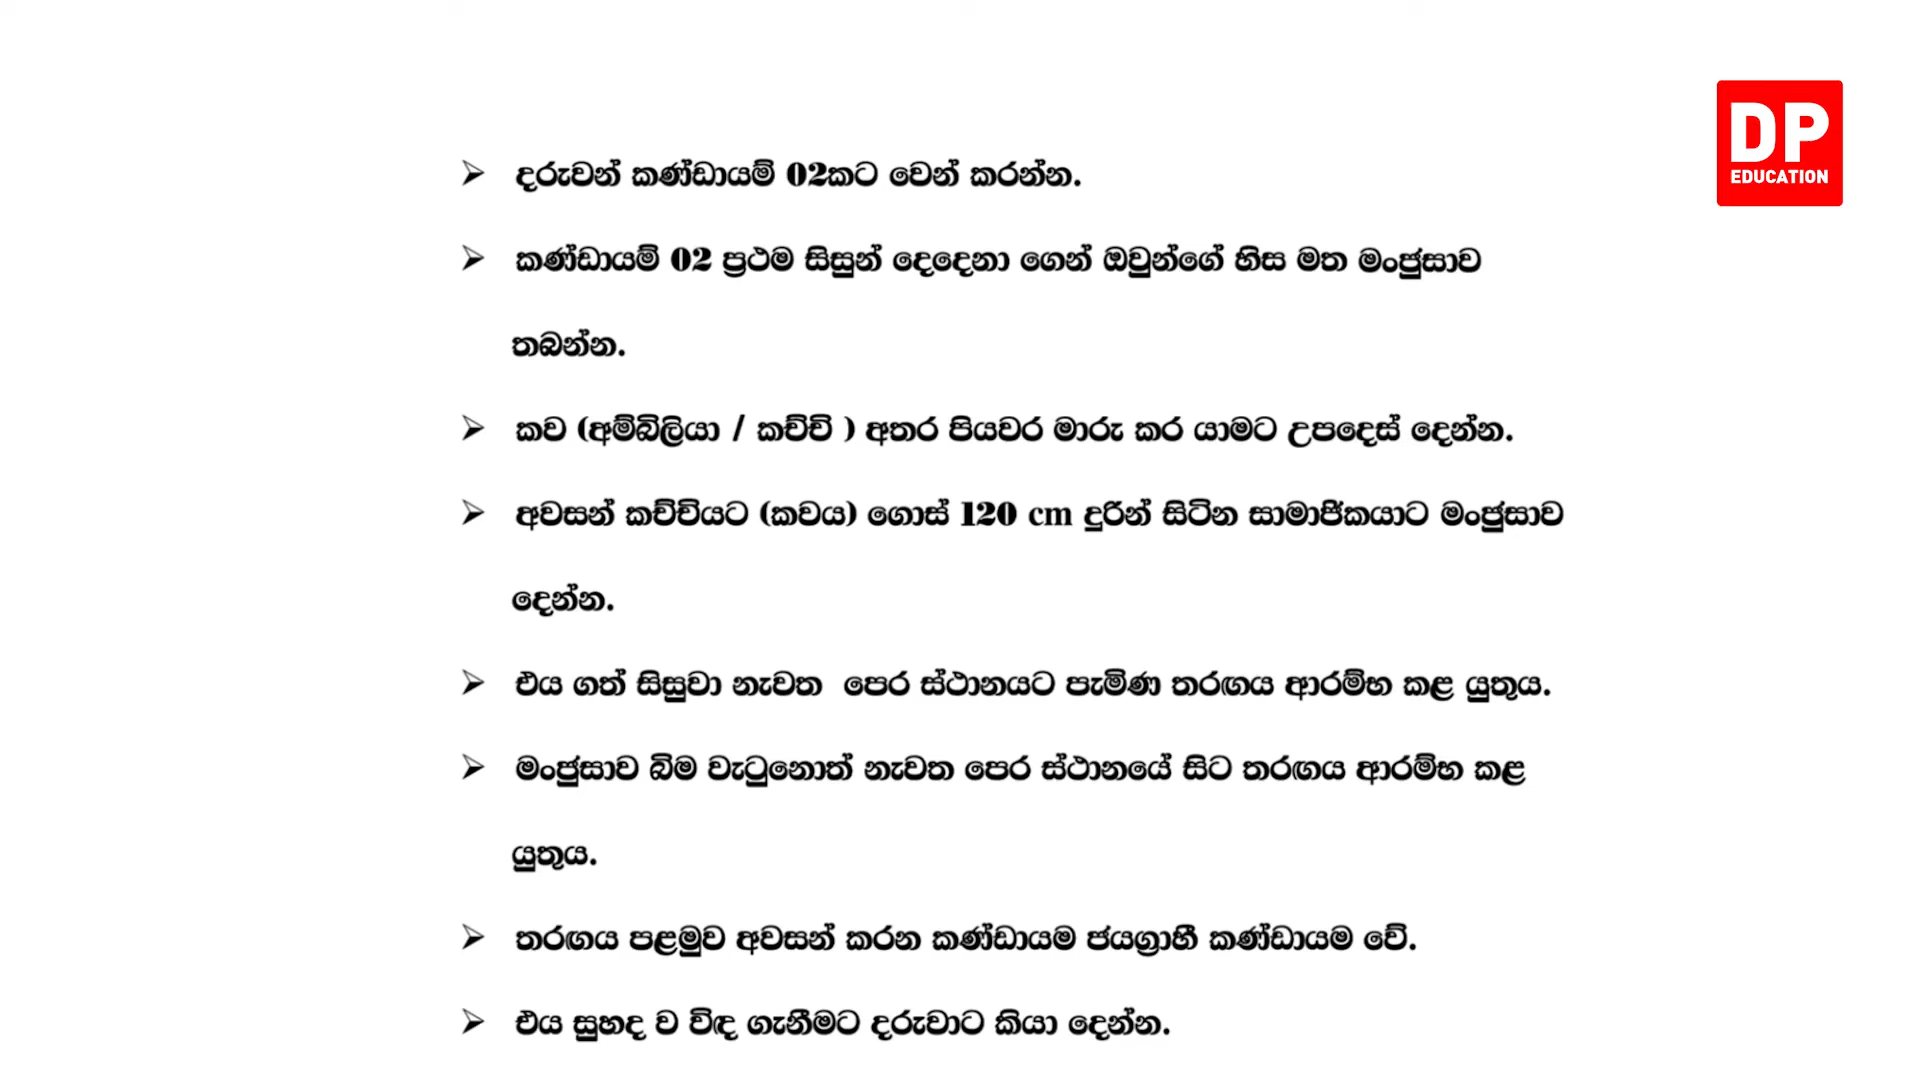 DP
EDUCATION
➢ දරුවන් කණ්ඩායම් 02කට වෙන් කරන්න.
➢ කණ්ඩායම් 02 ප්‍රථම සිසුන් දෙදෙනා ගෙන් ඔවුන්ගේ හිස මත මංජුසාව
තබන්න.
➢ කව (අම්බිලියා / කච්චි ) අතර පියවර මාරු කර යාමට උපදෙස් දෙන්න.
➢ අවසන් කච්චියට (කවය) ගොස් 120 cm දුරින් සිටින සාමාජිකයාට මංජුසාව
දෙන්න.
➢ එය ගත් සිසුවා නැවත පෙර ස්ථානයට පැමිණ තරඟය ආරම්භ කළ යුතුය.
➢ මංජුසාව බිම වැටුනොත් නැවත පෙර ස්ථානයේ සිට තරඟය ආරම්භ කළ
යුතුය.
➢ තරඟය පළමුව අවසන් කරන කණ්ඩායම ජයග්‍රාහී කණ්ඩායම වේ.
➢ එය සුහද ව විඳ ගැනීමට දරුවාට කියා දෙන්න.